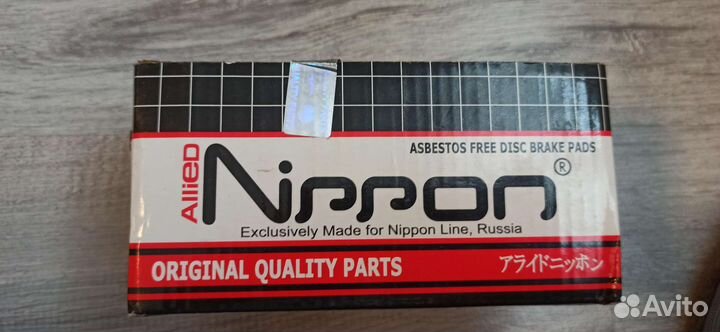 ASBESTOS FREE DISC BRAKE PADS
Allied
Nippon®
Exclusively Made for Nippon Line, Russia
ORIGINAL QUALITY PARTS
アライドニッポン
Avito